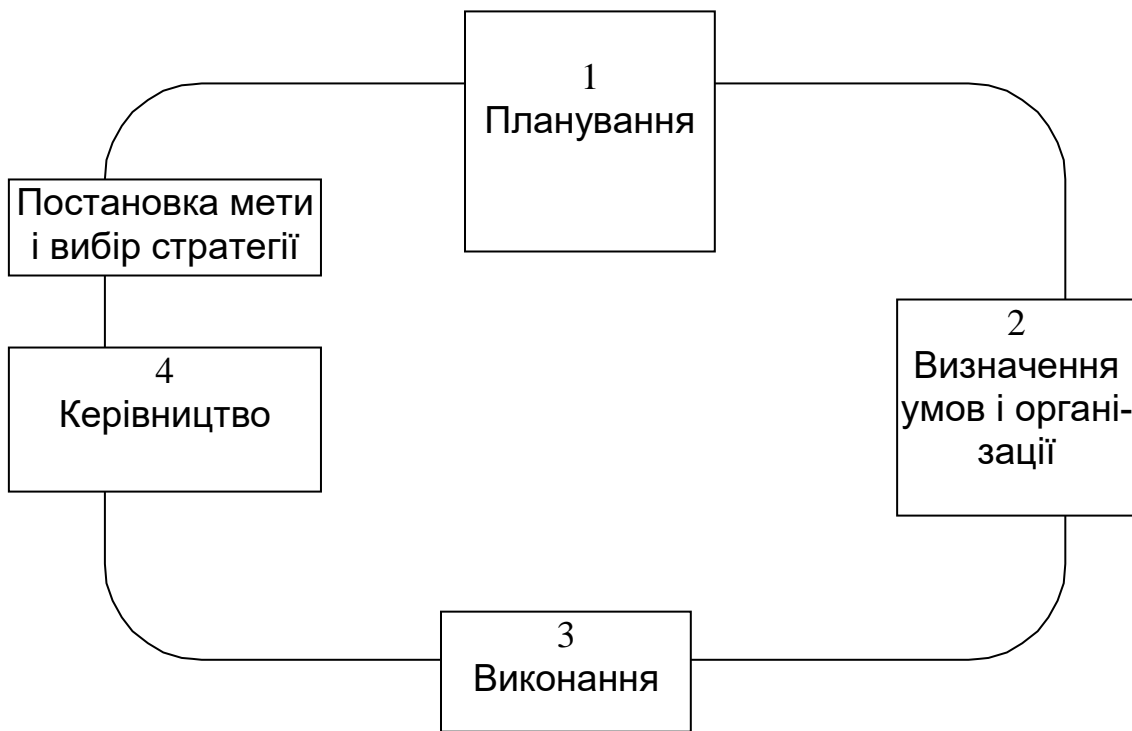 1
Планування
Постановка мети
і вибір стратегії
2
Визначення
умов і органі-
зації
4
Керівництво
3
Виконання